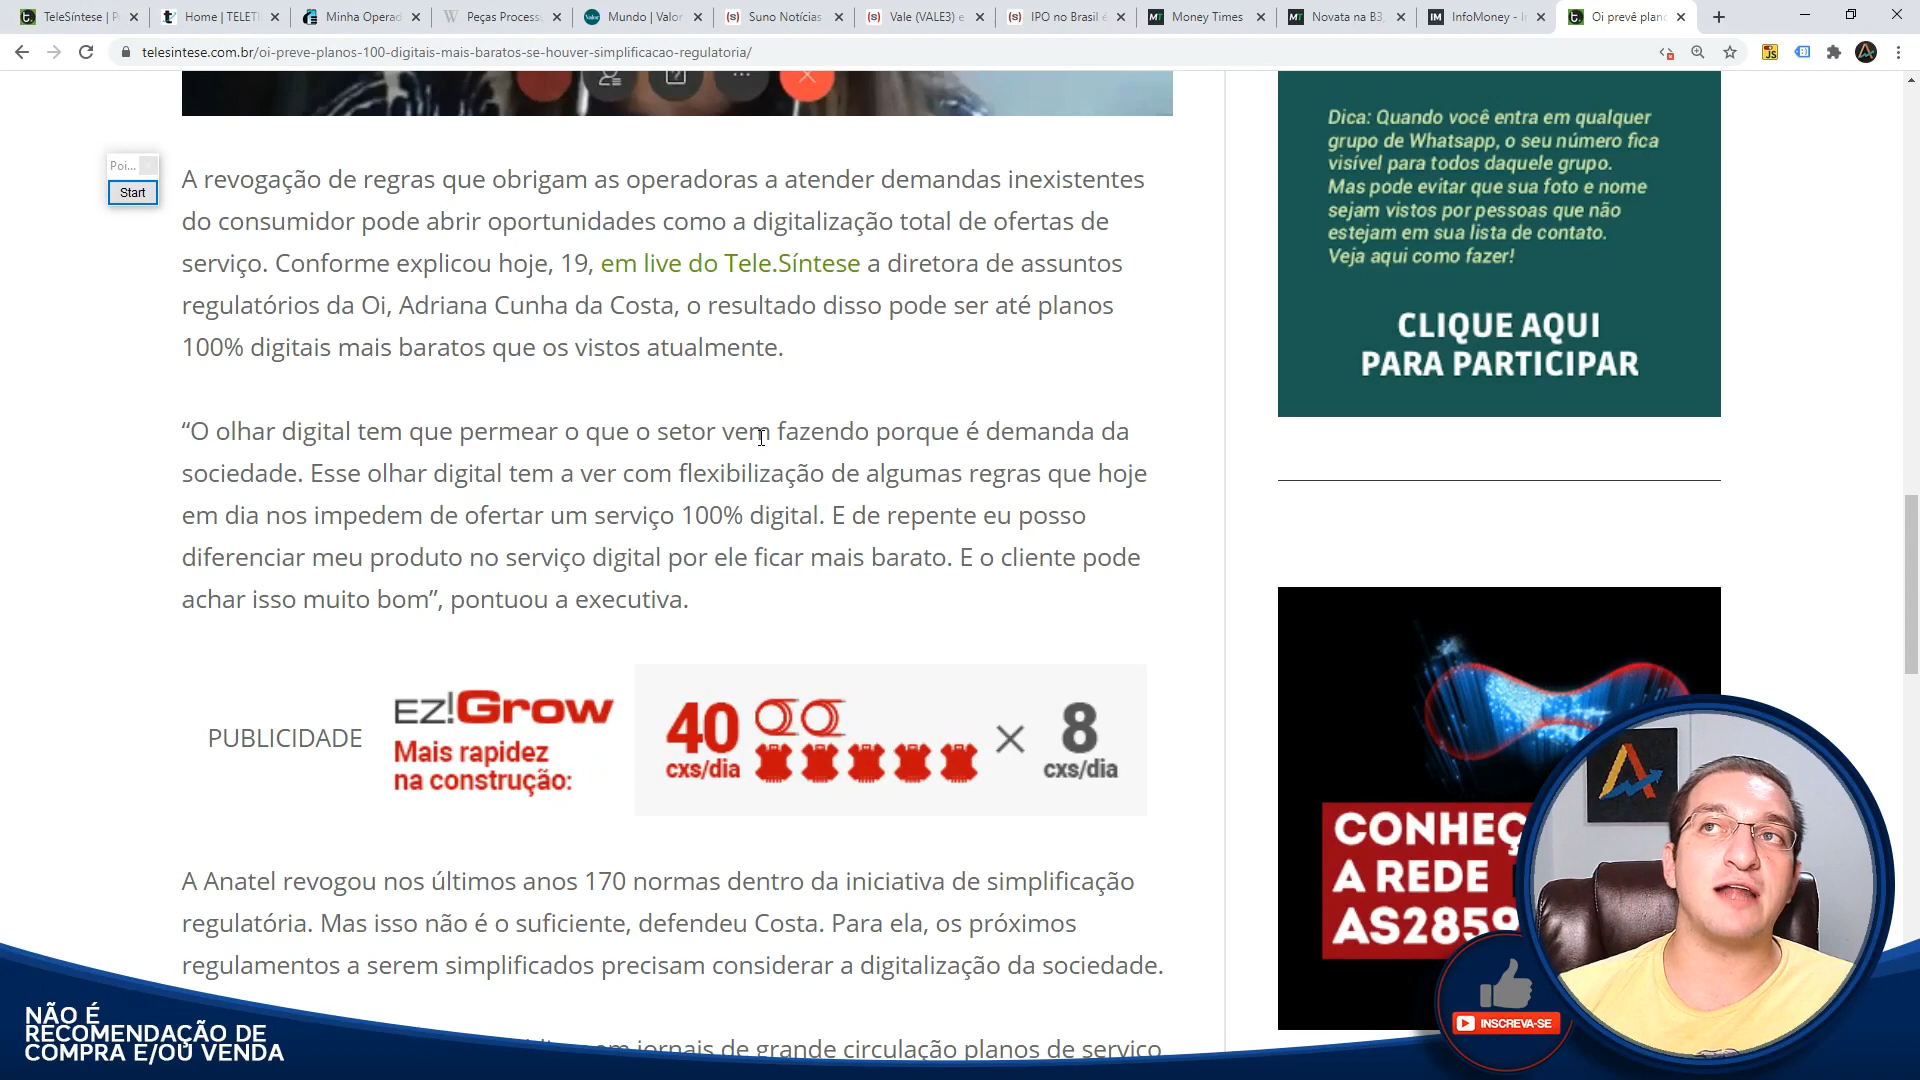 TeleSíntese | P
Home | TELETI
Minha Operad
Peças Process
Mundo | Valor
Suno Notícias
Vale (VALE3) e
IPO no Brasil é
Money Times
Novata na B3,
InfoMoney - In
Oi prevê plan
telesintese.com.br/oi-preve-planos-100-digitais-mais-baratos-se-houver-simplificacao-regulatoria/
Poi...
Start
A revogação de regras que obrigam as operadoras a atender demandas inexistentes
do consumidor pode abrir oportunidades como a digitalização total de ofertas de
serviço. Conforme explicou hoje, 19, em live do Tele.Síntese a diretora de assuntos
regulatórios da Oi, Adriana Cunha da Costa, o resultado disso pode ser até planos
100% digitais mais baratos que os vistos atualmente.
“O olhar digital tem que permear o que o setor vem fazendo porque é demanda da
sociedade. Esse olhar digital tem a ver com flexibilização de algumas regras que hoje
em dia nos impedem de ofertar um serviço 100% digital. E de repente eu posso
diferenciar meu produto no serviço digital por ele ficar mais barato. E o cliente pode
achar isso muito bom”, pontuou a executiva.
PUBLICIDADE
EZ!Grow
Mais rapidez
na construção:
40
cxs/dia
×
8
cxs/dia
A Anatel revogou nos últimos anos 170 normas dentro da iniciativa de simplificação
regulatória. Mas isso não é o suficiente, defendeu Costa. Para ela, os próximos
regulamentos a serem simplificados precisam considerar a digitalização da sociedade.
em jornais de grande circulação planos de serviço
Dica: Quando você entra em qualquer
grupo de Whatsapp, o seu número fica
visível para todos daquele grupo.
Mas pode evitar que sua foto e nome
sejam vistos por pessoas que não
estejam em sua lista de contato.
Veja aqui como fazer!
CLIQUE AQUI
PARA PARTICIPAR
CONHEÇ
A REDE
AS2859
INSCREVA-SE
NÃO É
RECOMENDAÇÃO DE
COMPRA E/OU VENDA